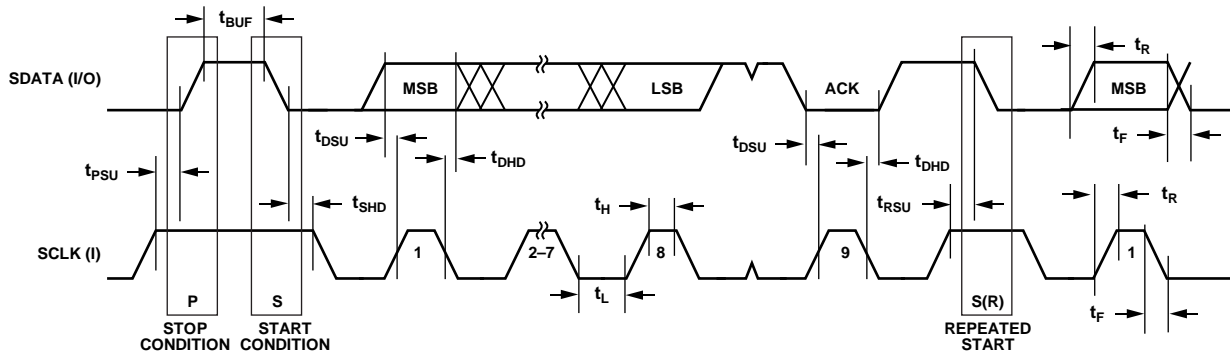 tBUF
SDATA (I/O)
MSB
LSB
ACK
MSB
tR
tF
tDSU
tDHD
tDSU
tDHD
tPSU
tSHD
tH
tRSU
tR
SCLK (I)
1
2–7
8
9
1
tL
tF
P
S
S(R)
STOP
CONDITION
START
CONDITION
REPEATED
START